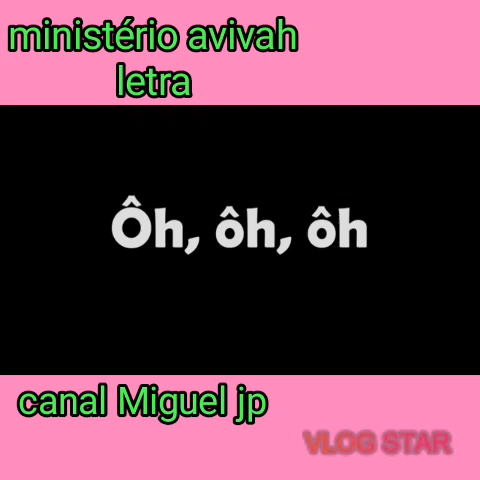 ministério avivah
letra
Ôh, ôh, ôh
canal Miguel jp
VLOG STAR